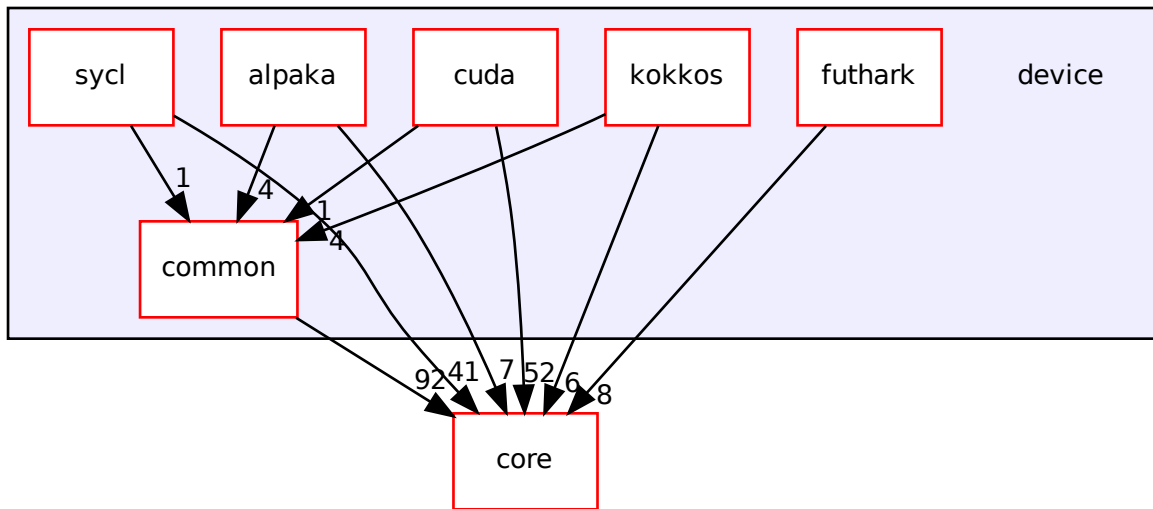 sycl
alpaka
cuda
kokkos
futhark
device
1
4
1
4
common
92
41
7
52
6
8
core